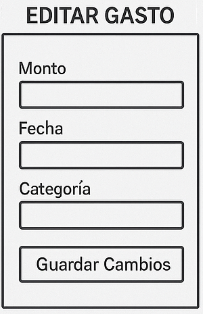 EDITAR GASTO
Monto
Fecha
Categoría
Guardar Cambios